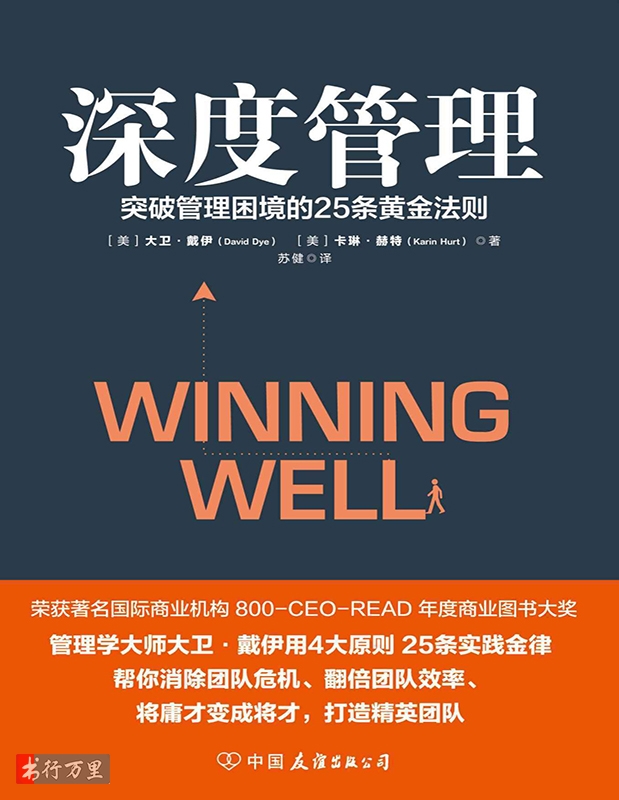 深度管理
突破管理困境的25条黄金法则
[美] 大卫·戴伊 (David Dye) [美] 卡琳·赫特 (Karin Hurt) ◎ 著
苏健 ◎ 译
WINNING
WELL
荣获著名国际商业机构 800-CEO-READ 年度商业图书大奖
管理学大师大卫·戴伊用4大原则 25条实践金律
帮你消除团队危机、翻倍团队效率、
将庸才变成将才，打造精英团队
中国友谊出版公司
书行万里